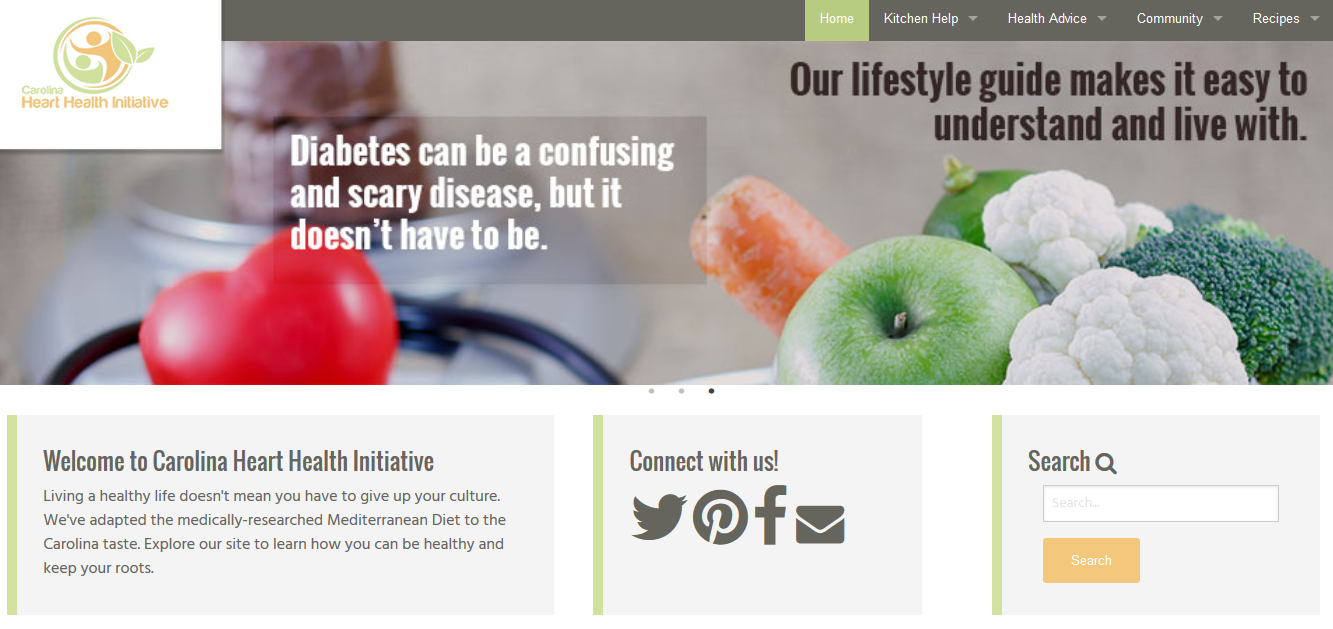 Home
Kitchen Help
Health Advice
Community
Recipes
Carolina
Heart Health Initiative
Diabetes can be a confusing
and scary disease, but it
doesn't have to be.
Our lifestyle guide makes it easy to
understand and live with.
Welcome to Carolina Heart Health Initiative
Living a healthy life doesn't mean you have to give up your culture.
We've adapted the medically-researched Mediterranean Diet to the
Carolina taste. Explore our site to learn how you can be healthy and
keep your roots.
Connect with us!
Search
Search...
Search